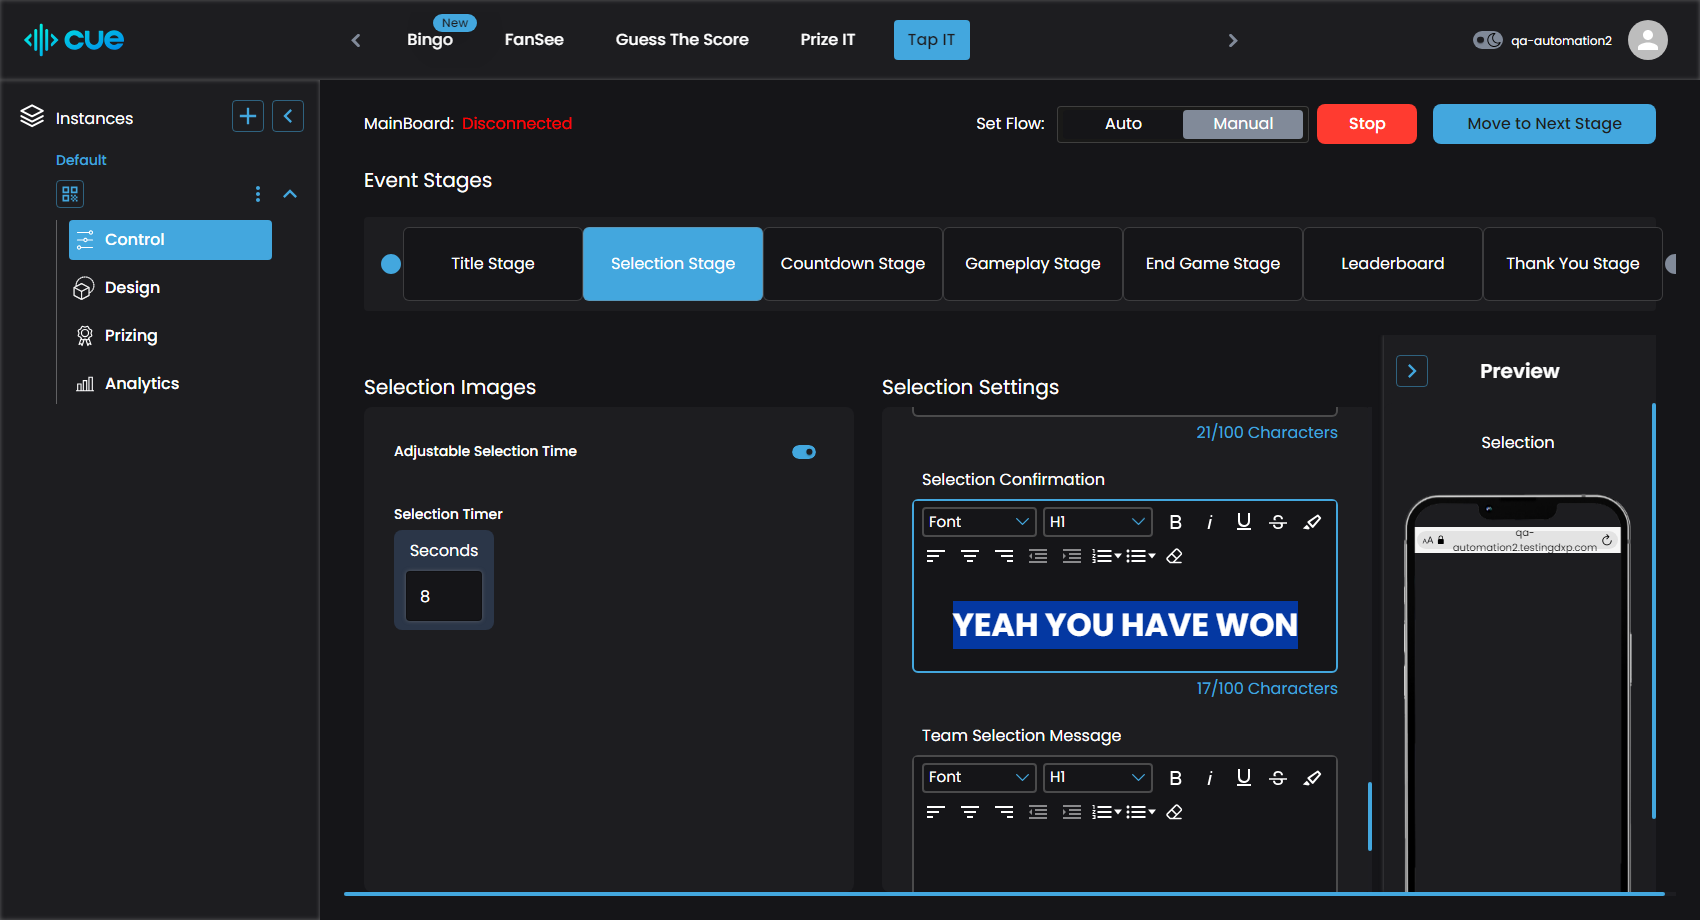 cue
New
Bingo
FanSee
Guess The Score
Prize IT
Tap IT
qa-automation2
Instances
Default
Control
Design
Prizing
Analytics
MainBoard: Disconnected
Set Flow:
Auto
Manual
Stop
Move to Next Stage
Event Stages
Title Stage
Selection Stage
Countdown Stage
Gameplay Stage
End Game Stage
Leaderboard
Thank You Stage
Selection Images
Adjustable Selection Time
Selection Timer
Seconds
8
Selection Settings
21/100 Characters
Selection Confirmation
Font
H1
B i U S
YEAH YOU HAVE WON
17/100 Characters
Team Selection Message
Font
H1
B i U S
Preview
Selection
AA
qa-
automation2.testingdxp.com